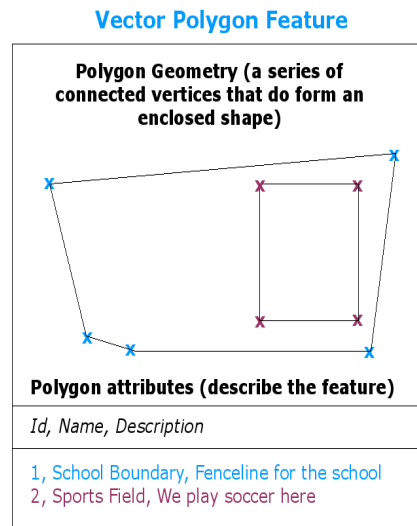 Vector Polygon Feature
Polygon Geometry (a series of
connected vertices that do form an
enclosed shape)
X
X
X X
X X
X
X
X
Polygon attributes (describe the feature)
Id, Name, Description
1, School Boundary, Fenceline for the school
2, Sports Field, We play soccer here